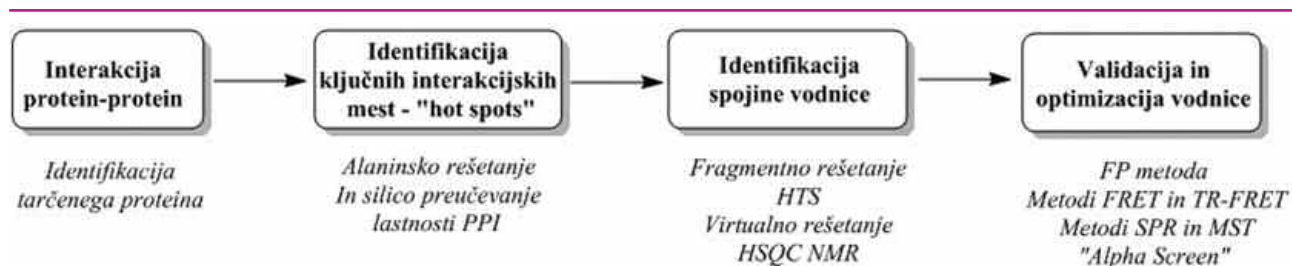 Interakcija
protein-protein
Identifikacija
tarčenega proteina
Identifikacija
ključnih interakcijskih
mest - "hot spots"
Alaninsko rešetanje
In silico preučevanje
lastnosti PPI
Identifikacija
spojine vodnice
Fragmentno rešetanje
HTS
Virtualno rešetanje
HSQC NMR
Validacija in
optimizacija vodnice
FP metoda
Metodi FRET in TR-FRET
Metodi SPR in MST
"Alpha Screen"